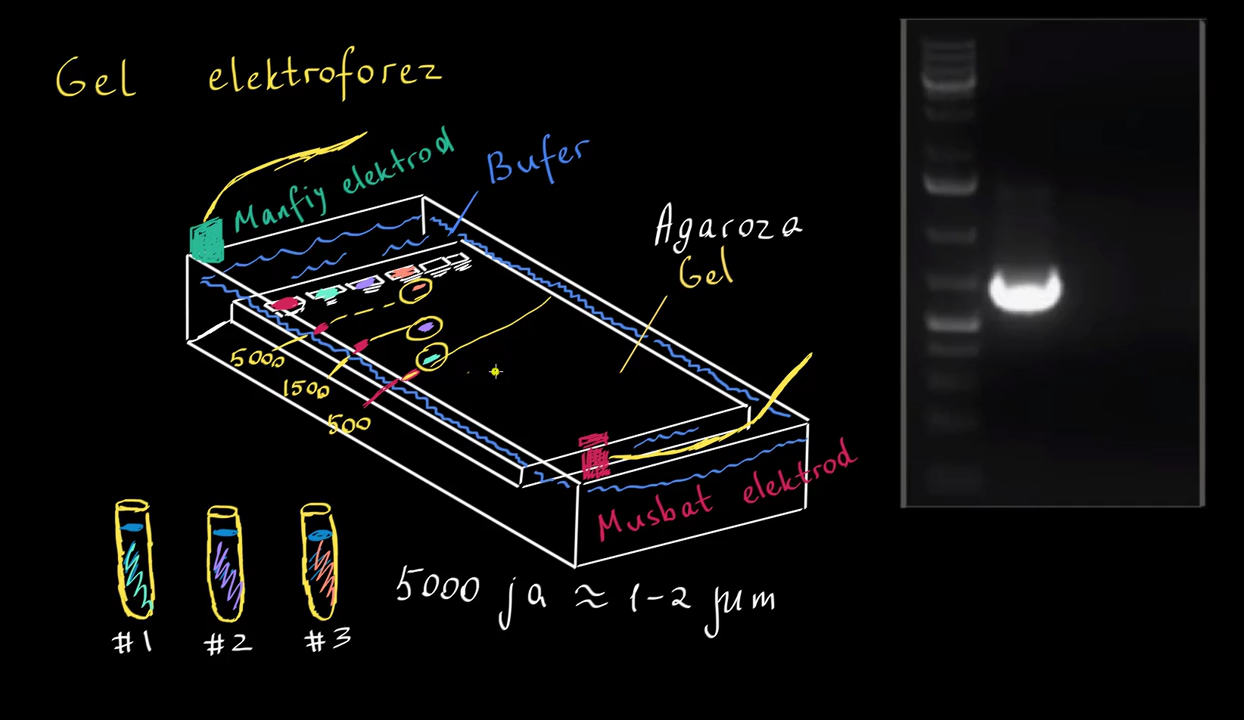 Gel elektroforez
Manfiy elektrod
Bufer
Agaroza
Gel
5000
1500
500
Musbat elektrod
5000 ja ≈ 1-2 μm
#1 #2 #3